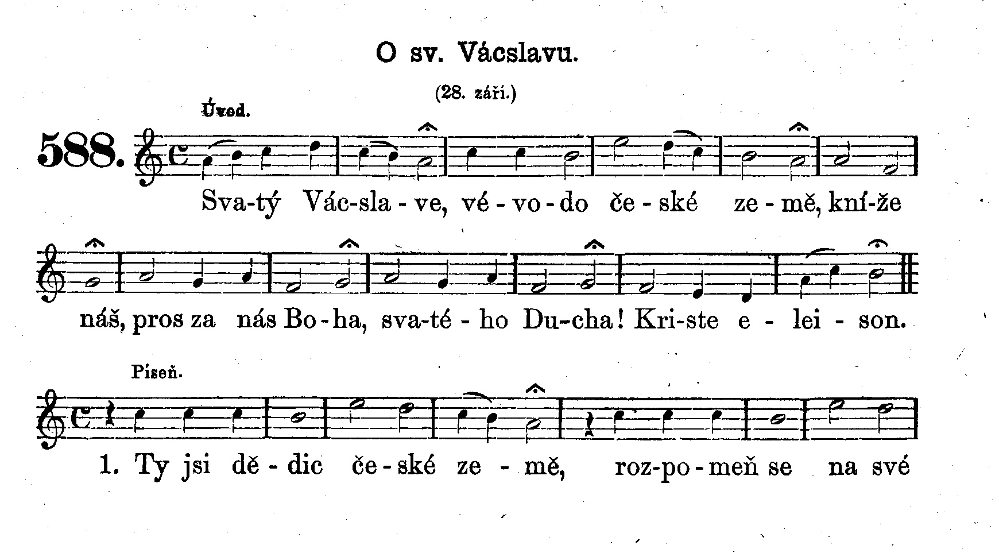 O sv. Vácslavu.
(28. září.)
Úvod.
588.
Sva-tý Vác-sla - ve, vé - vo - do če - ské ze - mě, kní-že
náš, pros za nás Bo - ha, sva-té - ho Du-cha! Kri-ste e - lei - son.
Píseň.
1. Ty jsi dě - dic če - ské ze - mě, roz-po - meň se na své